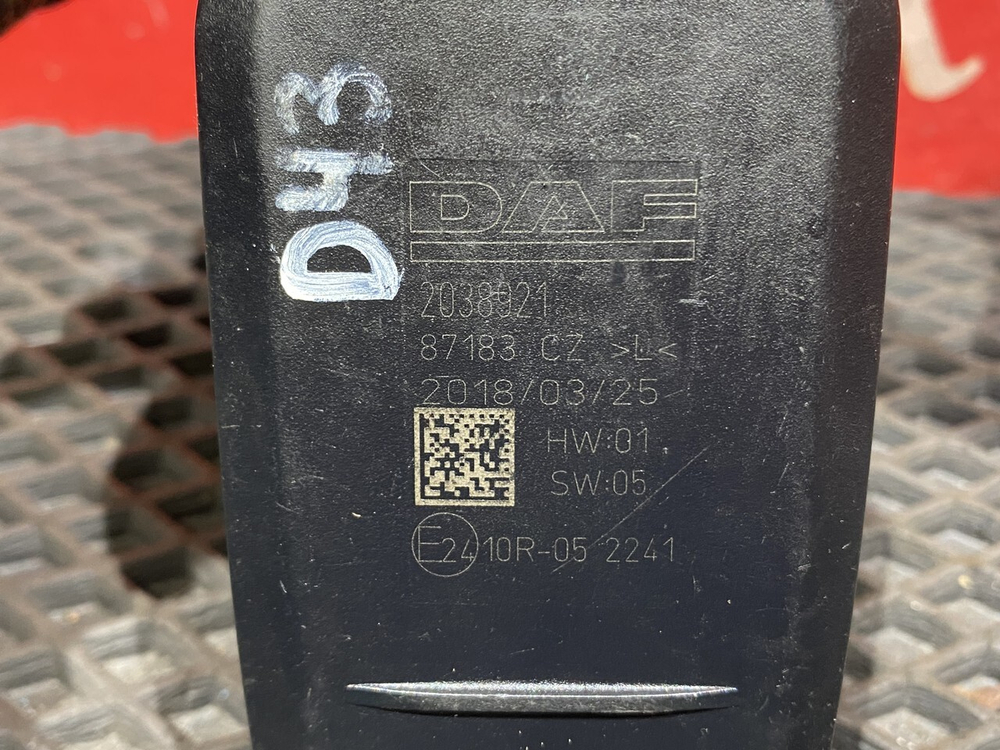 D43
DAF
2038921
87183 CZ >L<
2018/03/25
HW:01
SW:05
E24 10R-05 2241